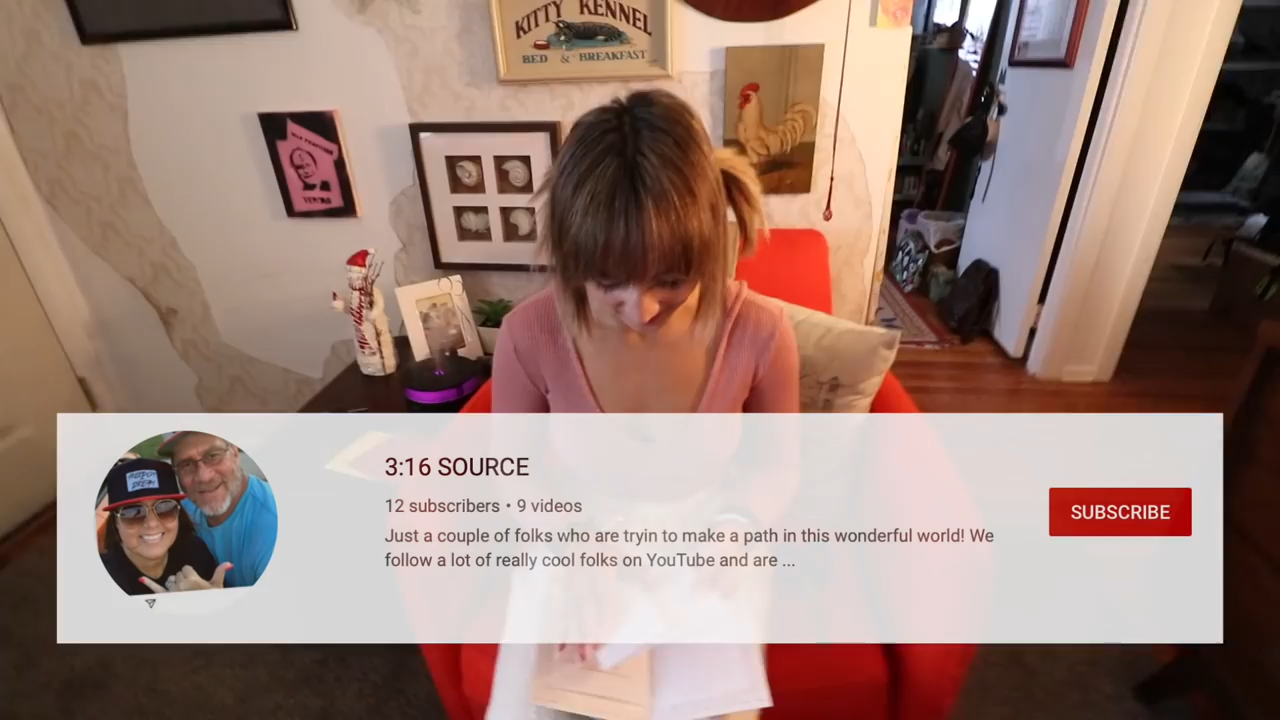 KITTY KENNEL
BED & BREAKFAST
3:16 SOURCE
12 subscribers • 9 videos
Just a couple of folks who are tryin to make a path in this wonderful world! We
follow a lot of really cool folks on YouTube and are ...
SUBSCRIBE